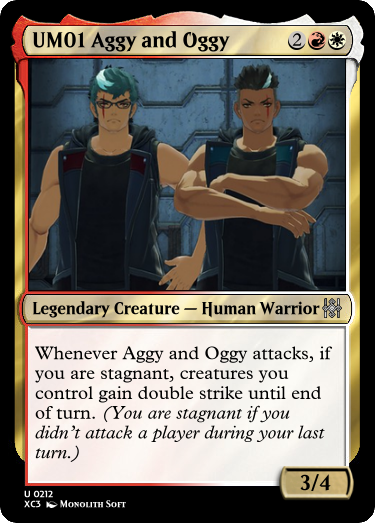 UM01 Aggy and Oggy 2
Legendary Creature — Human Warrior
Whenever Aggy and Oggy attacks, if
you are stagnant, creatures you
control gain double strike until end
of turn. (You are stagnant if you
didn't attack a player during your last
turn.)
3/4
U 0212
XC3 Monolith Soft